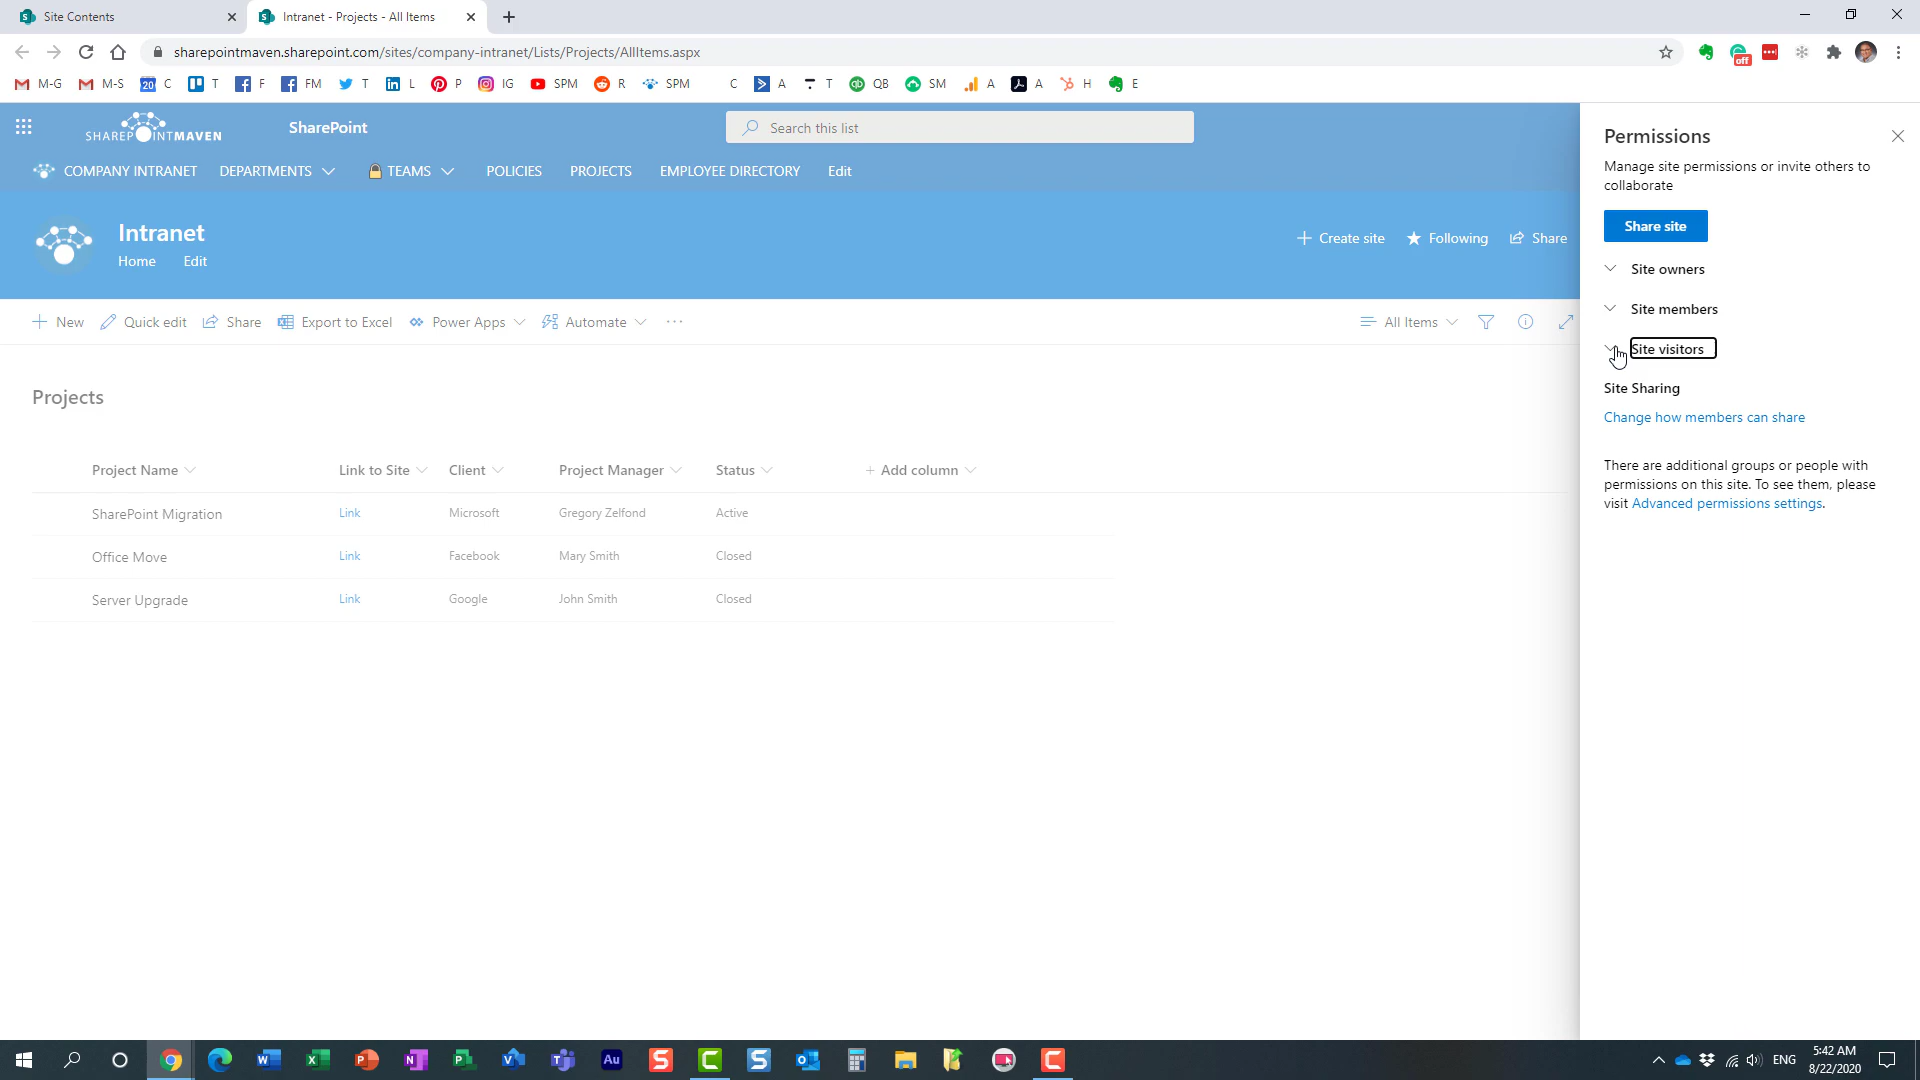 Site Contents
Intranet - Projects - All Items
sharepointmaven.sharepoint.com/sites/company-intranet/Lists/Projects/AllItems.aspx
off
M-G M-S 20 C T F FM T L P IG SPM R SPM C A T QB SM A A H E
SHAREPOINTMAVEN SharePoint Search this list
COMPANY INTRANET DEPARTMENTS TEAMS POLICIES PROJECTS EMPLOYEE DIRECTORY Edit
Intranet
Home Edit
Create site Following Share
New Quick edit Share Export to Excel Power Apps Automate ... All Items
Projects
Project Name Link to Site Client Project Manager Status + Add column
SharePoint Migration Link Microsoft Gregory Zelfond Active
Office Move Link Facebook Mary Smith Closed
Server Upgrade Link Google John Smith Closed
Permissions
Manage site permissions or invite others to
collaborate
Share site
Site owners
Site members
Site visitors
Site Sharing
Change how members can share
There are additional groups or people with
permissions on this site. To see them, please
visit Advanced permissions settings.
Au
ENG
5:42 AM
8/22/2020